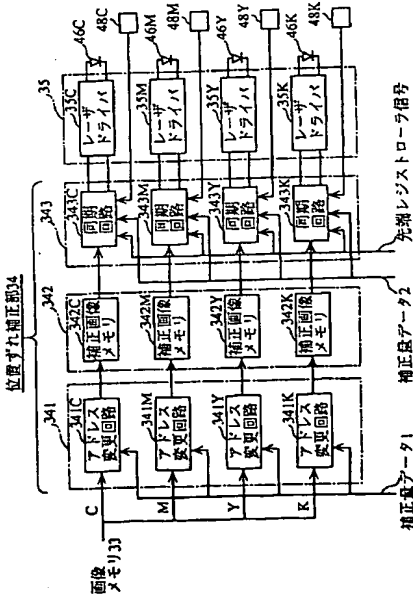 位置ずれ補正部34
画像
メモリ33
C
M
Y
K
341
341C
アドレス
変更回路
341M
アドレス
変更回路
341Y
アドレス
変更回路
341K
アドレス
変更回路
342
342C
補正画像
メモリ
342M
補正画像
メモリ
342Y
補正画像
メモリ
342K
補正画像
メモリ
343
343C
同期
回路
343M
同期
回路
343Y
同期
回路
343K
同期
回路
35
35C
レーザ
ドライバ
35M
レーザ
ドライバ
35Y
レーザ
ドライバ
35K
レーザ
ドライバ
46C
48C
46M
48M
46Y
48Y
46K
48K
補正量データ1
補正量データ2
先端レジストローラ信号